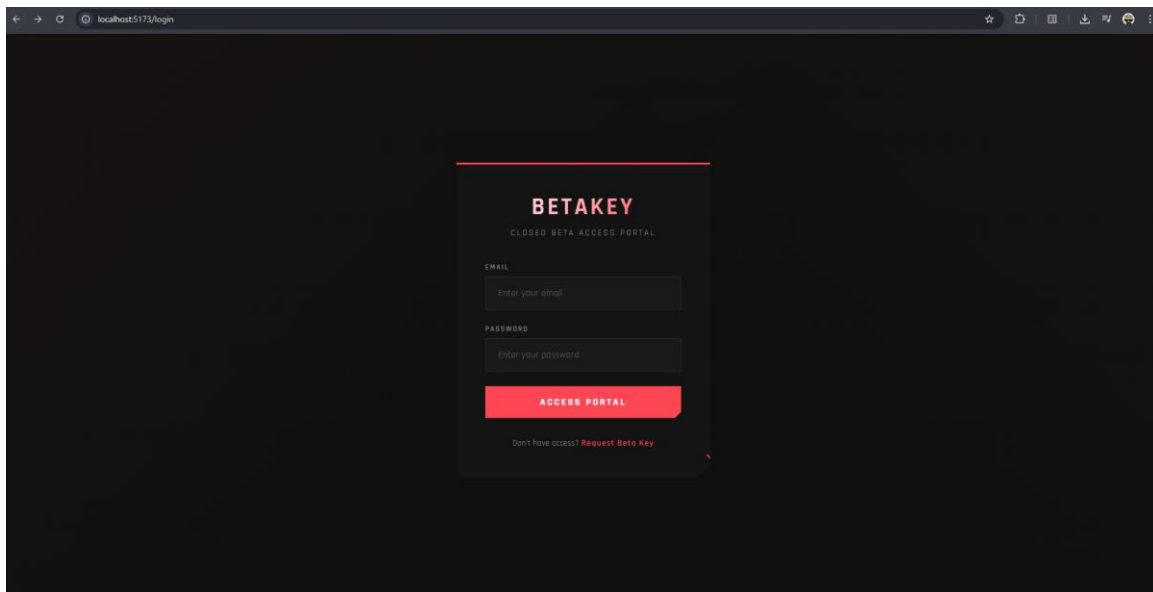 localhost:5173/login
BETAKEY
CLOSED BETA ACCESS PORTAL
EMAIL
Enter your email
PASSWORD
Enter your password
ACCESS PORTAL
Don't have access? Request Beta Key